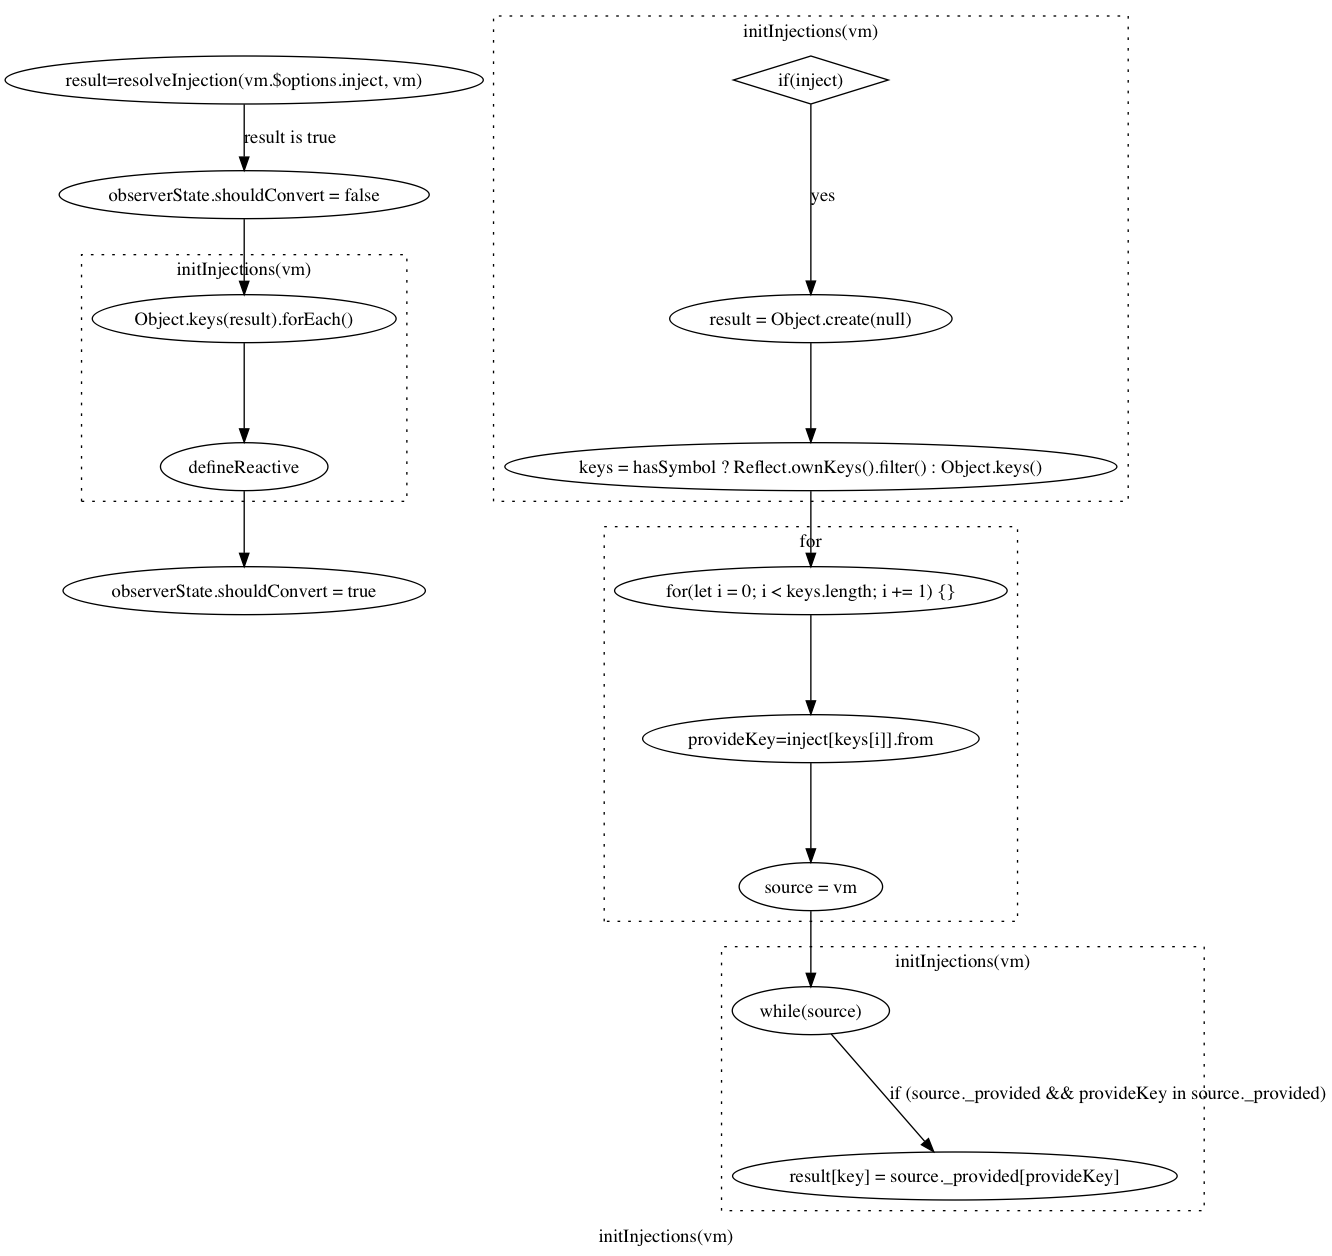 result=resolveInjection(vm.$options.inject, vm)
result is true
observerState.shouldConvert = false
initInjections(vm)
Object.keys(result).forEach()
defineReactive
observerState.shouldConvert = true
initInjections(vm)
if(inject)
yes
result = Object.create(null)
keys = hasSymbol ? Reflect.ownKeys().filter() : Object.keys()
for
for(let i = 0; i < keys.length; i += 1) {}
provideKey=inject[keys[i]].from
source = vm
initInjections(vm)
while(source)
if (source._provided && provideKey in source._provided)
result[key] = source._provided[provideKey]
initInjections(vm)